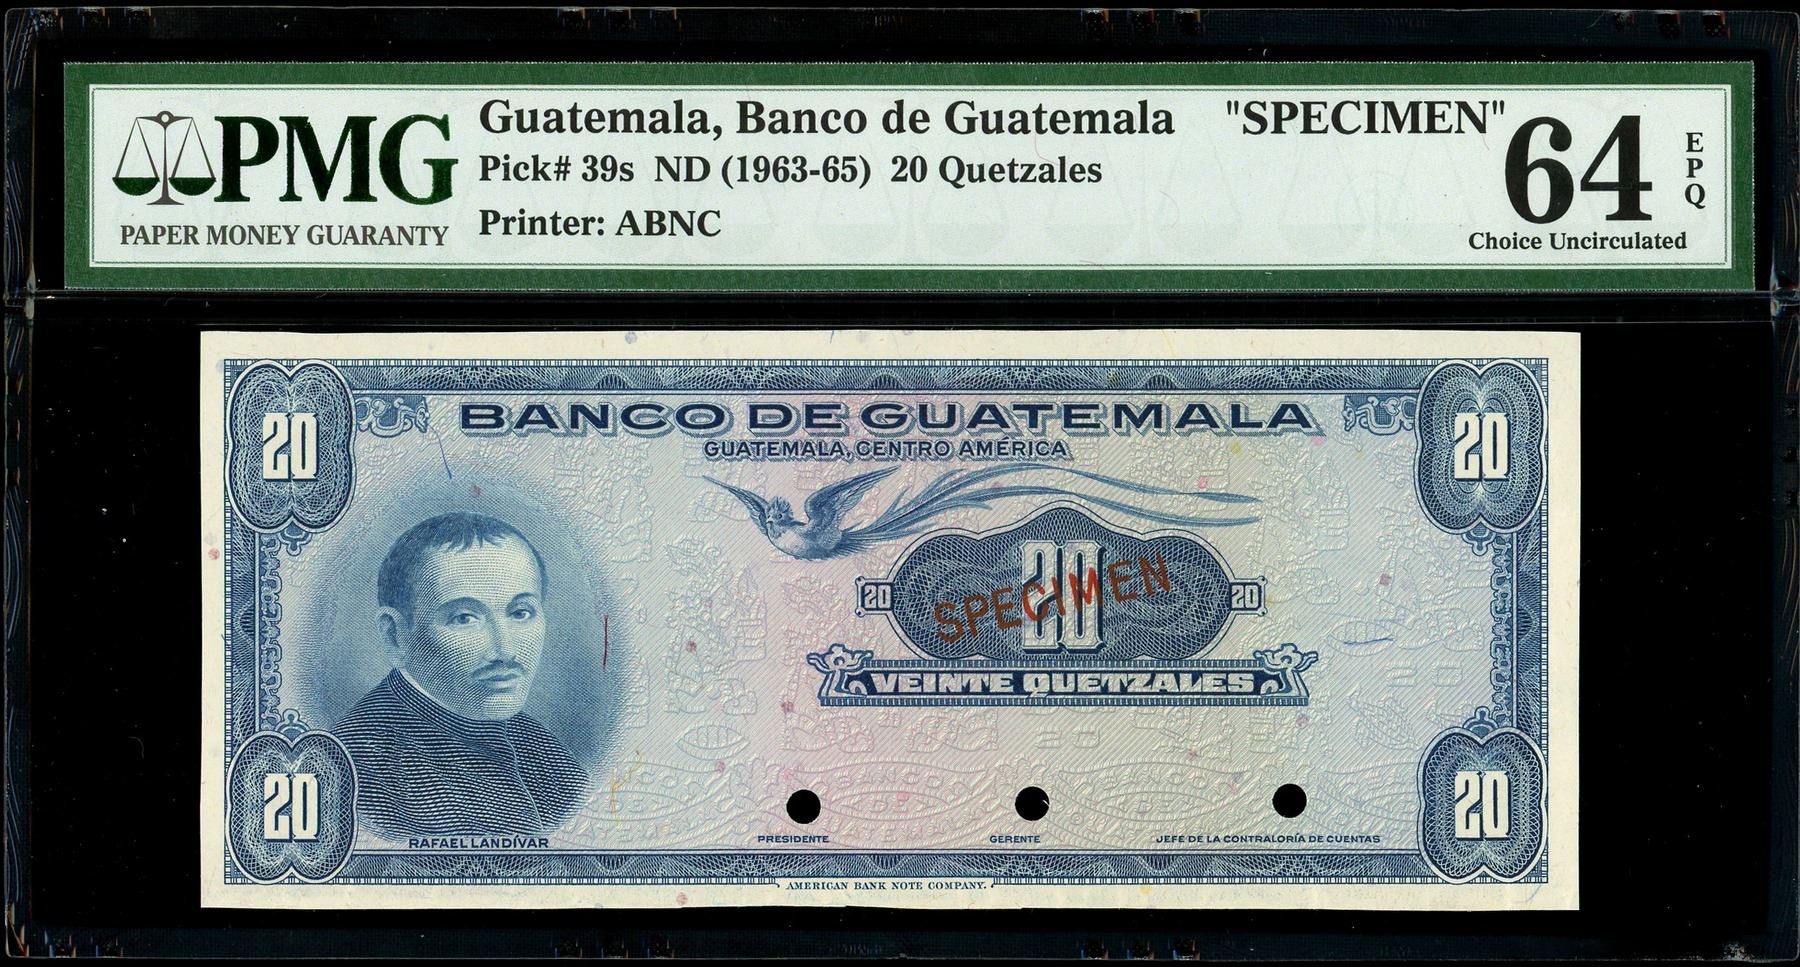 PMG
PAPER MONEY GUARANTY
Guatemala, Banco de Guatemala "SPECIMEN"
Pick# 39s ND (1963-65) 20 Quetzales
Printer: ABNC
64
EPQ
Choice Uncirculated
20
BANCO DE GUATEMALA
20
GUATEMALA, CENTRO AMÉRICA
20
20
20
SPECIMEN
VEINTE QUETZALES
20
20
RAFAEL LANDÍVAR
PRESIDENTE
GERENTE
JEFE DE LA CONTRALORÍA DE CUENTAS
AMERICAN BANK NOTE COMPANY.